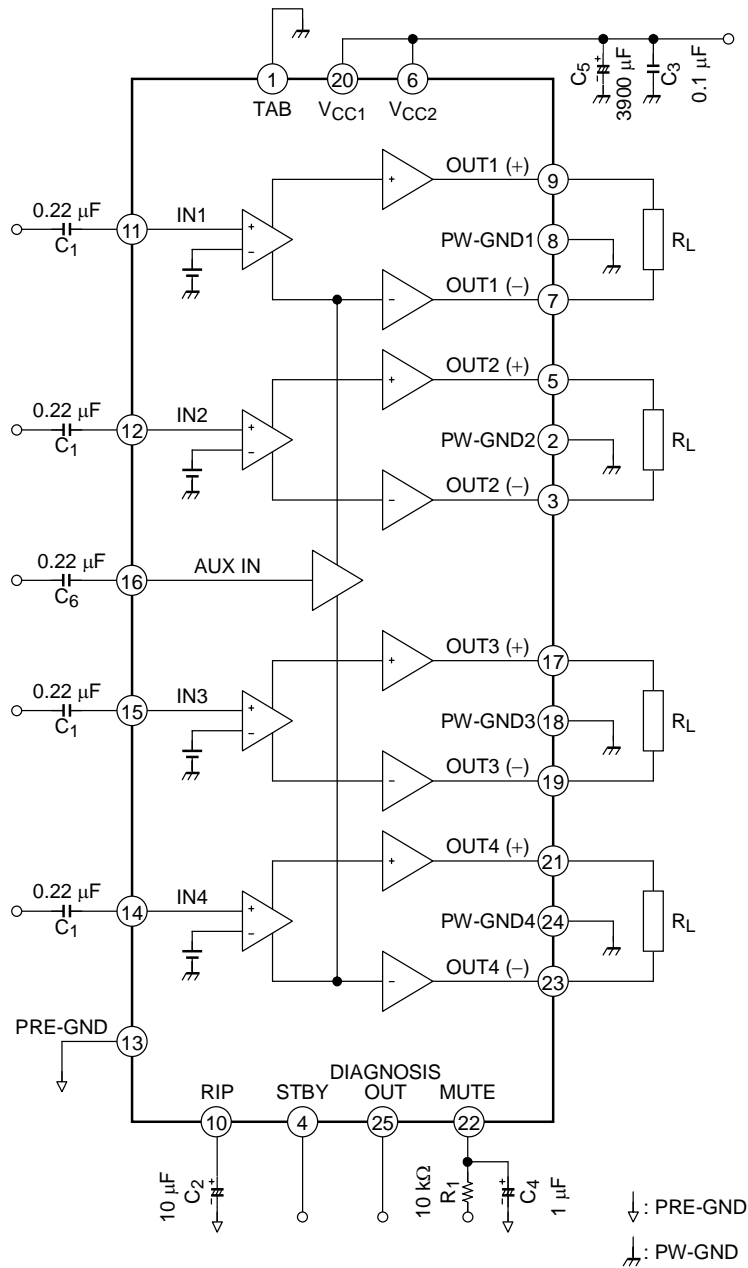 1
TAB
20
VCC1
6
VCC2
C5
3900 µF
C3
0.1 µF
0.22 µF
C1
11
IN1
+
−
+
OUT1 (+)
9
PW-GND1
8
RL
−
OUT1 (−)
7
0.22 µF
C1
12
IN2
+
−
+
OUT2 (+)
5
PW-GND2
2
RL
−
OUT2 (−)
3
0.22 µF
C6
16
AUX IN
0.22 µF
C1
15
IN3
+
−
+
OUT3 (+)
17
PW-GND3
18
RL
−
OUT3 (−)
19
0.22 µF
C1
14
IN4
+
−
+
OUT4 (+)
21
PW-GND4
24
RL
−
OUT4 (−)
23
PRE-GND
13
RIP
10
STBY
4
DIAGNOSIS
OUT
25
MUTE
22
10 µF
C2
10 kΩ
R1
C4
1 µF
: PRE-GND
: PW-GND